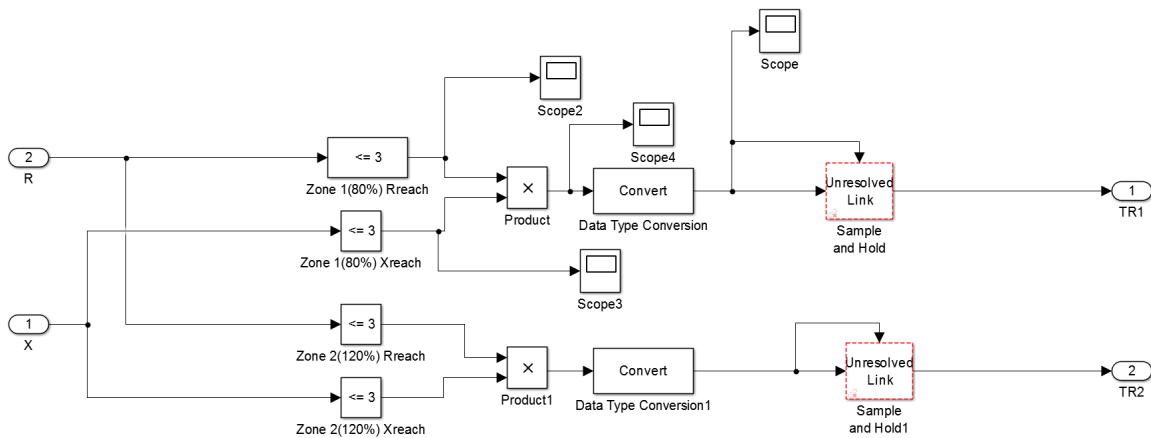 Scope
Scope2
Scope4
2
R
<= 3
Zone 1(80%) Rreach
×
Product
Convert
Data Type Conversion
Unresolved
Link
Sample
and Hold
1
TR1
<= 3
Zone 1(80%) Xreach
Scope3
1
X
<= 3
Zone 2(120%) Rreach
×
Product1
Convert
Data Type Conversion1
Unresolved
Link
Sample
and Hold1
2
TR2
<= 3
Zone 2(120%) Xreach